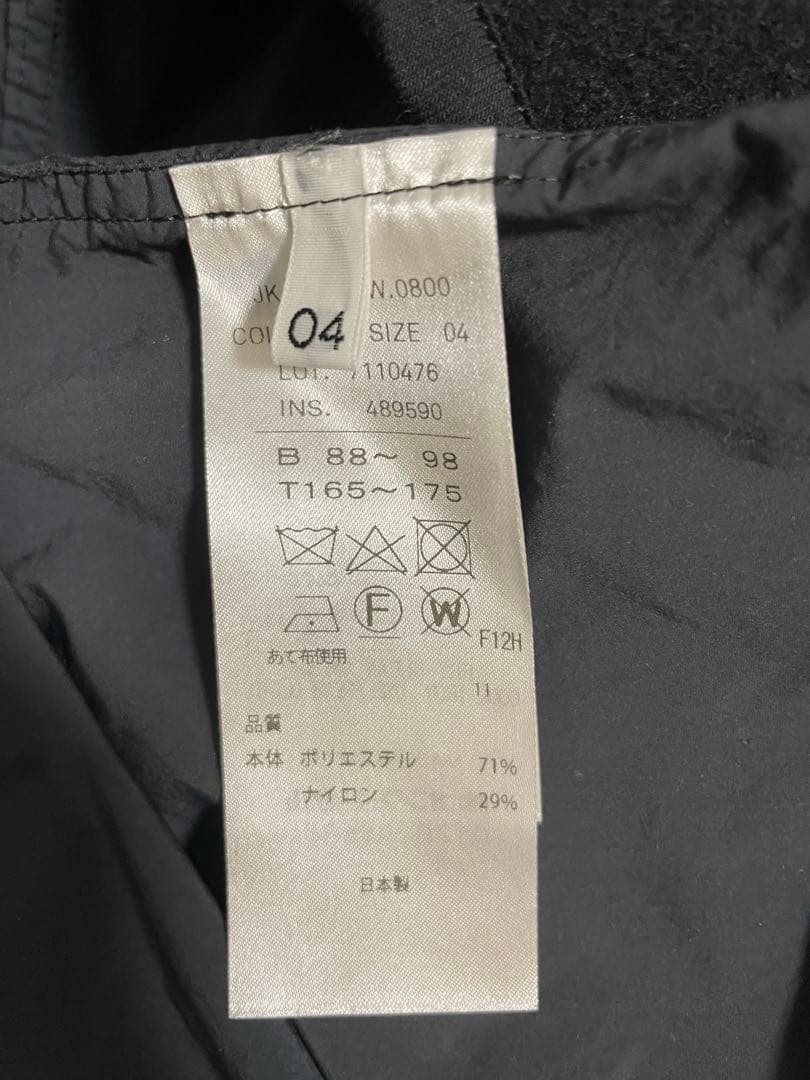 JK N.0800
COL 04 SIZE 04
LOT. 7110476
INS. 489590
B 88～ 98
T165～175
F W
F12H
あて布使用
11
品質
本体 ポリエステル 71%
ナイロン 29%
日本製